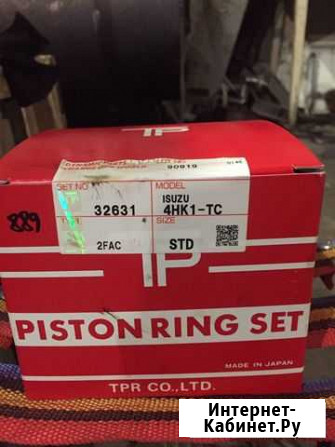 TP
90919
SET NO
MODEL
32631
ISUZU
4HK1-TC
SIZE
2FAC
STD
889
TP
PISTON RING SET
MADE IN JAPAN
TPR CO.,LTD.
Интернет-
Кабинет.Ру